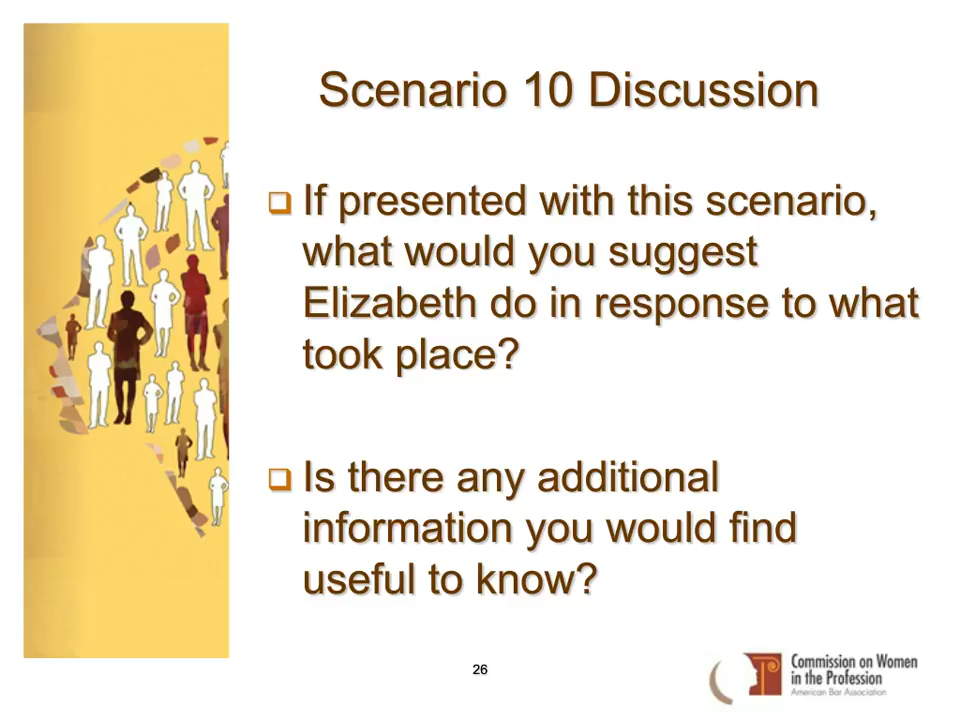 Scenario 10 Discussion
If presented with this scenario,
what would you suggest
Elizabeth do in response to what
took place?
Is there any additional
information you would find
useful to know?
26
Commission on Women
in the Profession
American Bar Association